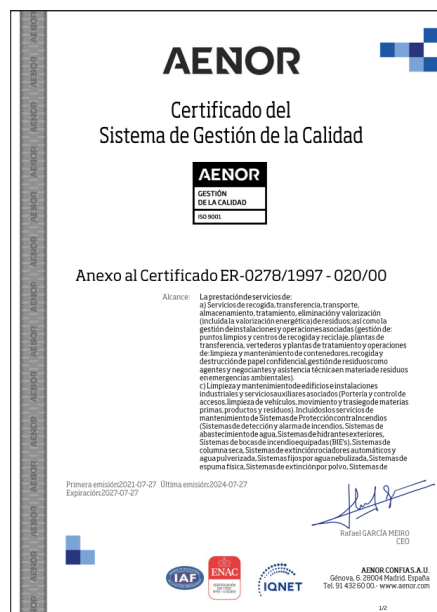 AENOR
Certificado del
Sistema de Gestión de la Calidad
AENOR
GESTIÓN
DE LA CALIDAD
ISO 9001
Anexo al Certificado ER-0278/1997 - 020/00
Alcance: La prestación de servicios de:
a) Servicios de recogida, transferencia, transporte,
almacenamiento, tratamiento, eliminación y valorización
(incluida la valorización energética) de residuos; así como la
gestión de instalaciones y operaciones asociadas (gestión de:
puntos limpios y centros de recogida y reciclaje, plantas de
transferencia, vertederos y plantas de tratamiento y operaciones
de: limpieza y mantenimiento de contenedores, recogida y
destrucción de papel confidencial, gestión de residuos como
agentes y negociantes y asistencia técnica en materia de residuos
en emergencias ambientales).
c) Limpieza y mantenimiento de edificios e instalaciones
industriales y servicios auxiliares asociados (Portería y control de
accesos, limpieza de vehículos, movimiento y trasiego de materias
primas, productos y residuos). Incluidos los servicios de
mantenimiento de Sistemas de Protección contra Incendios
(Sistemas de detección y alarma de incendios, Sistemas de
abastecimiento de agua, Sistemas de hidrantes exteriores,
Sistemas de bocas de incendio equipadas (BIE's), Sistemas de
columna seca, Sistemas de extinción rociadores automáticos y
agua pulverizada, Sistemas fijos por agua nebulizada, Sistemas de
espuma física, Sistemas de extinción por polvo, Sistemas de
Primera emisión 2021-07-27 Última emisión 2024-07-27
Expiración 2027-07-27
Rafael GARCÍA MEIRO
CEO
IAF
ENAC
IQNET
AENOR CONFIA S.A.U.
Génova, 6. 28004 Madrid. España
Tel. 91 432 60 00.- www.aenor.com
1/2